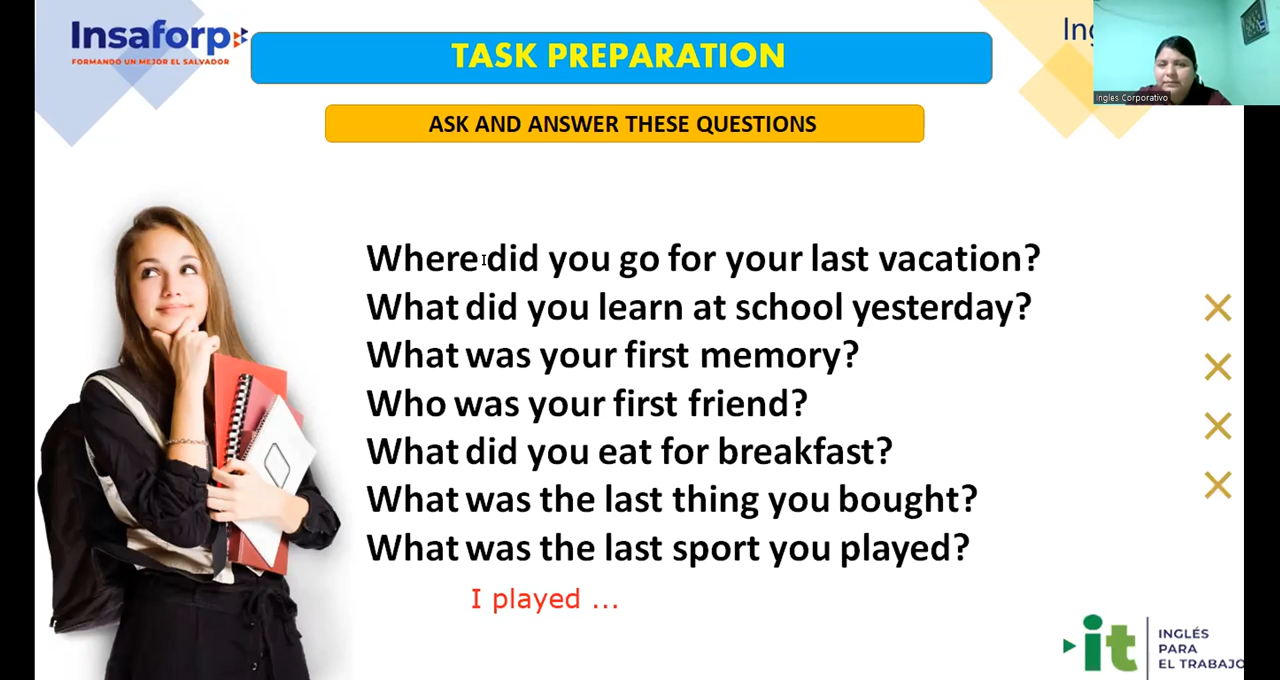 Insaforp
FORMANDO UN MEJOR EL SALVADOR
TASK PREPARATION
Ing
Ingles Corporativo
ASK AND ANSWER THESE QUESTIONS
Where did you go for your last vacation?
What did you learn at school yesterday?
What was your first memory?
Who was your first friend?
What did you eat for breakfast?
What was the last thing you bought?
What was the last sport you played?
I played ...
it
INGLÉS
PARA
EL TRABAJO